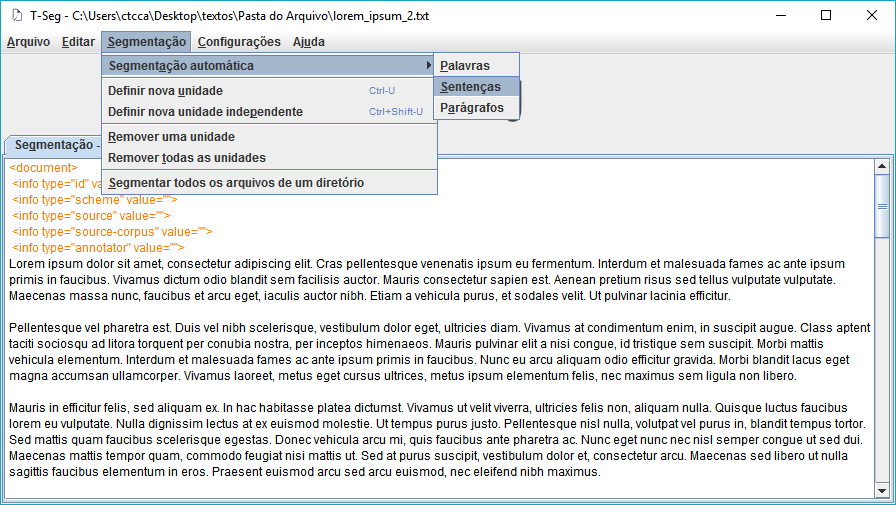 T-Seg - C:\Users\ctcca\Desktop\textos\Pasta do Arquivo\lorem_ipsum_2.txt
Arquivo Editar Segmentação Configurações Ajuda
Segmentação automática
Palavras
Sentenças
Parágrafos
Definir nova unidade Ctrl-U
Definir nova unidade independente Ctrl+Shift-U
Remover uma unidade
Remover todas as unidades
Segmentar todos os arquivos de um diretório
Segmentação -
<document>
<info type="id" va
<info type="scheme" value="">
<info type="source" value="">
<info type="source-corpus" value="">
<info type="annotator" value="">
Lorem ipsum dolor sit amet, consectetur adipiscing elit. Cras pellentesque venenatis ipsum eu fermentum. Interdum et malesuada fames ac ante ipsum
primis in faucibus. Vivamus dictum odio blandit sem facilisis auctor. Mauris consectetur sapien est. Aenean pretium risus sed tellus vulputate vulputate.
Maecenas massa nunc, faucibus et arcu eget, iaculis auctor nibh. Etiam a vehicula purus, et sodales velit. Ut pulvinar lacinia efficitur.
Pellentesque vel pharetra est. Duis vel nibh scelerisque, vestibulum dolor eget, ultricies diam. Vivamus at condimentum enim, in suscipit augue. Class aptent
taciti sociosqu ad litora torquent per conubia nostra, per inceptos himenaeos. Mauris pulvinar elit a nisi congue, id tristique sem suscipit. Morbi mattis
vehicula elementum. Interdum et malesuada fames ac ante ipsum primis in faucibus. Nunc eu arcu aliquam odio efficitur gravida. Morbi blandit lacus eget
magna accumsan ullamcorper. Vivamus laoreet, metus eget cursus ultrices, metus ipsum elementum felis, nec maximus sem ligula non libero.
Mauris in efficitur felis, sed aliquam ex. In hac habitasse platea dictumst. Vivamus ut velit viverra, ultricies felis non, aliquam nulla. Quisque luctus faucibus
lorem eu vulputate. Nulla dignissim lectus at ex euismod molestie. Ut tempus purus justo. Pellentesque nisl nulla, volutpat vel purus in, blandit tempus tortor.
Sed mattis quam faucibus scelerisque egestas. Donec vehicula arcu mi, quis faucibus ante pharetra ac. Nunc eget nunc nec nisl semper congue ut sed dui.
Maecenas mattis tempor quam, commodo feugiat nisi mattis ut. Sed at purus suscipit, vestibulum dolor et, consectetur arcu. Maecenas sed libero ut nulla
sagittis faucibus elementum in eros. Praesent euismod arcu sed arcu euismod, nec eleifend nibh maximus.